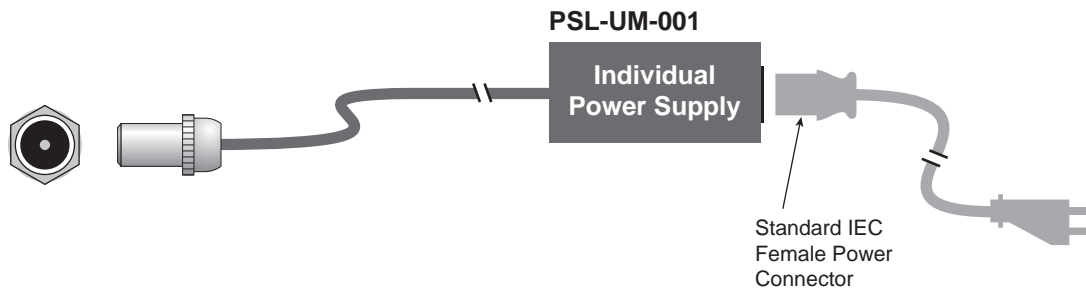 PSL-UM-001
Individual
Power Supply
Standard IEC
Female Power
Connector